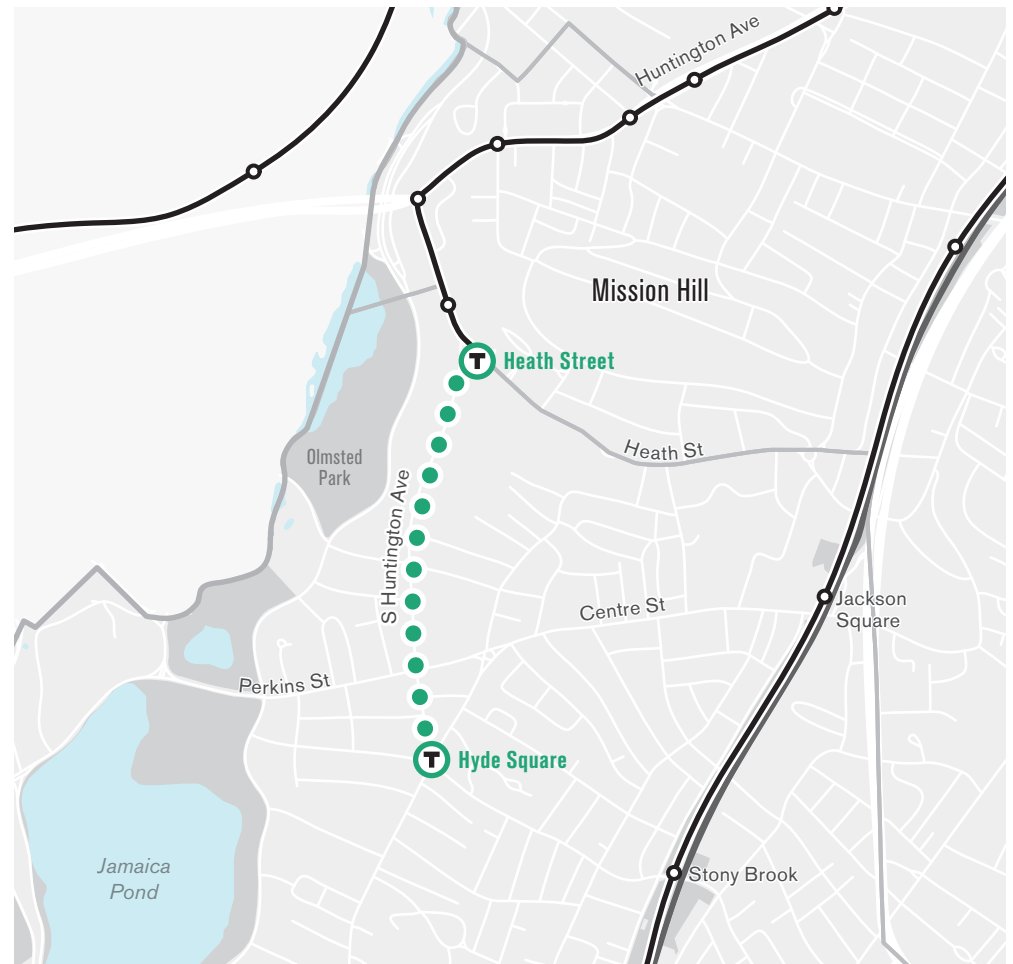 Huntington Ave
Mission Hill
T
Heath Street
Heath St
Olmsted
Park
S Huntington Ave
Centre St
Jackson
Square
Perkins St
T
Hyde Square
Jamaica
Pond
Stony Brook